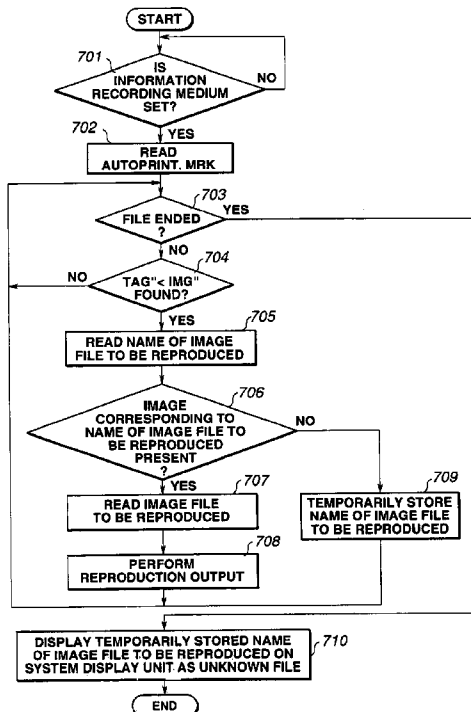 START
701
IS
INFORMATION
RECORDING MEDIUM
SET?
NO
YES
702
READ
AUTOPRINT. MRK
703
FILE ENDED
?
YES
NO
704
TAG"< IMG"
FOUND?
NO
YES
705
READ NAME OF IMAGE
FILE TO BE REPRODUCED
706
IMAGE
CORRESPONDING TO
NAME OF IMAGE FILE TO
BE REPRODUCED
PRESENT
?
NO
YES
707
READ IMAGE FILE
TO BE REPRODUCED
709
TEMPORARILY STORE
NAME OF IMAGE FILE
TO BE REPRODUCED
708
PERFORM
REPRODUCTION OUTPUT
710
DISPLAY TEMPORARILY STORED NAME
OF IMAGE FILE TO BE REPRODUCED ON
SYSTEM DISPLAY UNIT AS UNKNOWN FILE
END